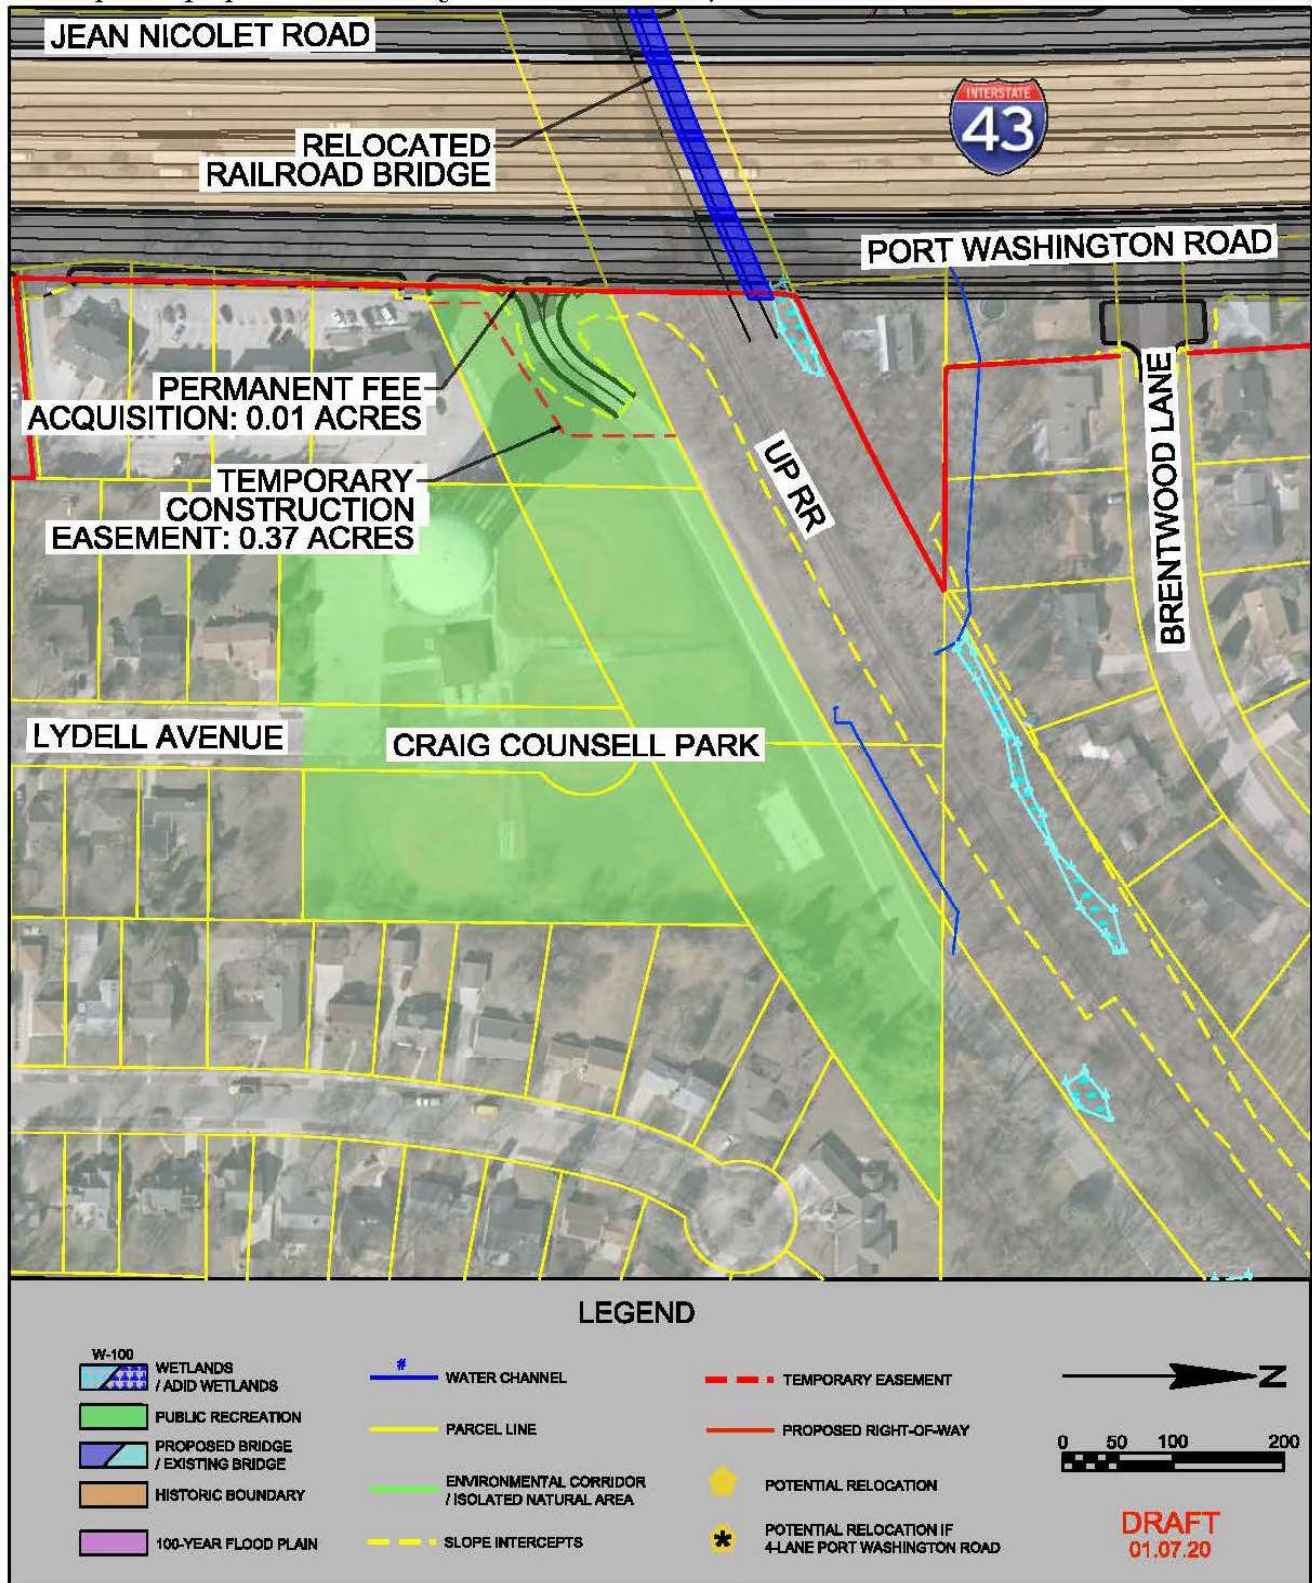 JEAN NICOLET ROAD
INTERSTATE
43
RELOCATED
RAILROAD BRIDGE
PORT WASHINGTON ROAD
PERMANENT FEE
ACQUISITION: 0.01 ACRES
TEMPORARY
CONSTRUCTION
EASEMENT: 0.37 ACRES
UP RR
BRENTWOOD LANE
LYDELL AVENUE
CRAIG COUNSELL PARK
LEGEND
W-100
WETLANDS
/ ADID WETLANDS
PUBLIC RECREATION
PROPOSED BRIDGE
/ EXISTING BRIDGE
HISTORIC BOUNDARY
100-YEAR FLOOD PLAIN
#
WATER CHANNEL
PARCEL LINE
ENVIRONMENTAL CORRIDOR
/ ISOLATED NATURAL AREA
SLOPE INTERCEPTS
TEMPORARY EASEMENT
PROPOSED RIGHT-OF-WAY
POTENTIAL RELOCATION
*
POTENTIAL RELOCATION IF
4-LANE PORT WASHINGTON ROAD
N
0 50 100 200
DRAFT
01.07.20